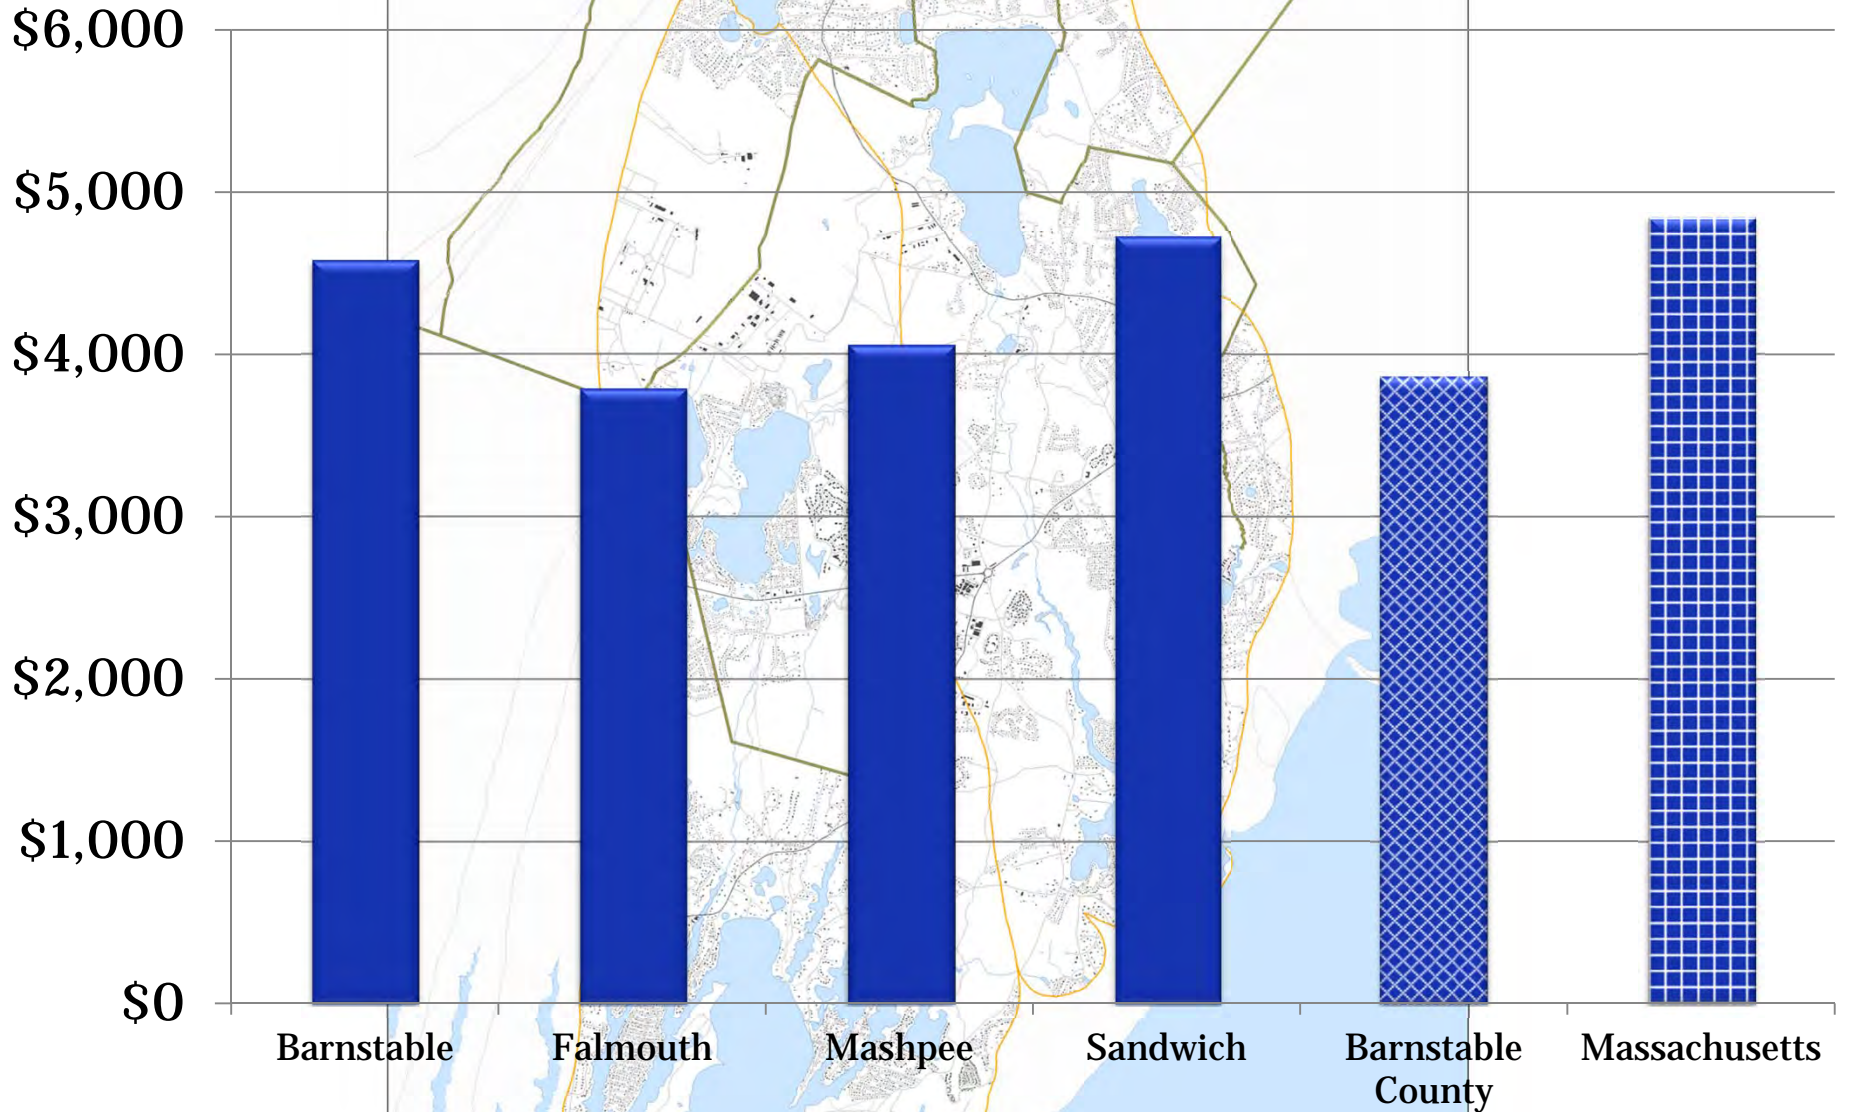 $6,000
$5,000
$4,000
$3,000
$2,000
$1,000
$0
Barnstable
Falmouth
Mashpee
Sandwich
Barnstable
County
Massachusetts